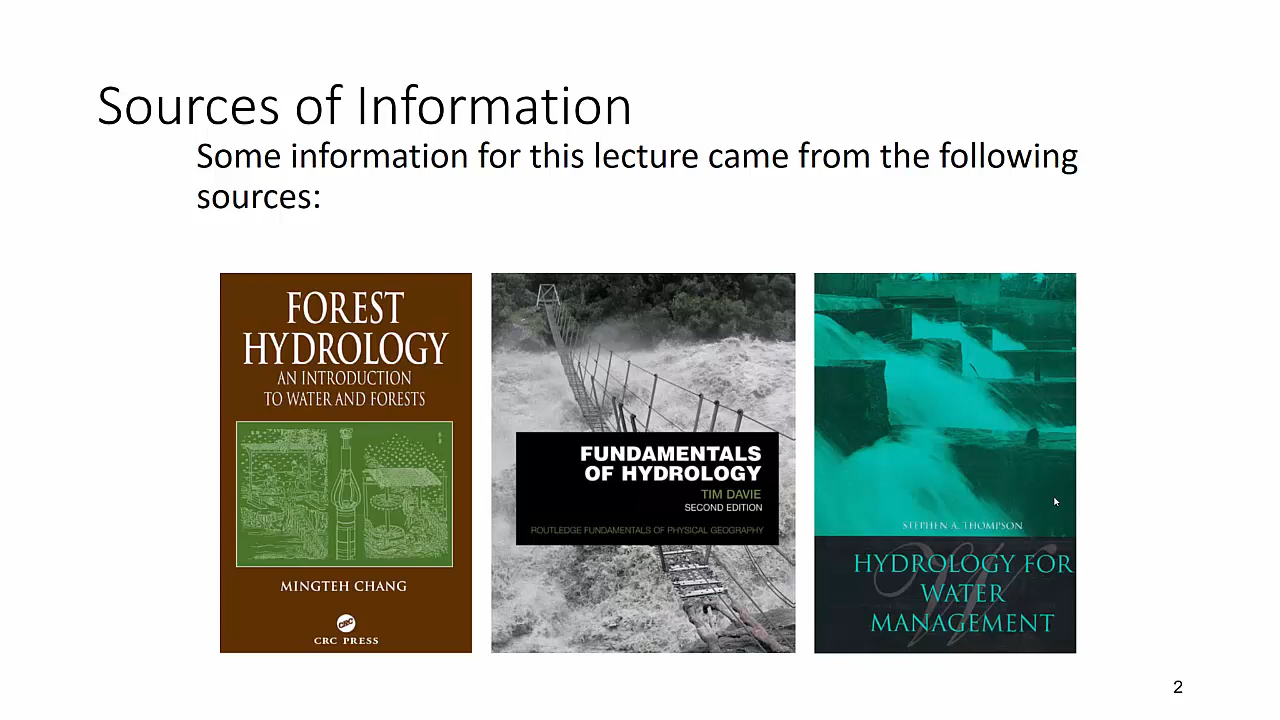 Sources of Information
Some information for this lecture came from the following
sources:
FOREST
HYDROLOGY
AN INTRODUCTION
TO WATER AND FORESTS
MINGTEH CHANG
CRC
CRC PRESS
FUNDAMENTALS
OF HYDROLOGY
TIM DAVIE
SECOND EDITION
ROUTLEDGE FUNDAMENTALS OF PHYSICAL GEOGRAPHY
STEPHEN A. THOMPSON
W
HYDROLOGY FOR
WATER
MANAGEMENT
2